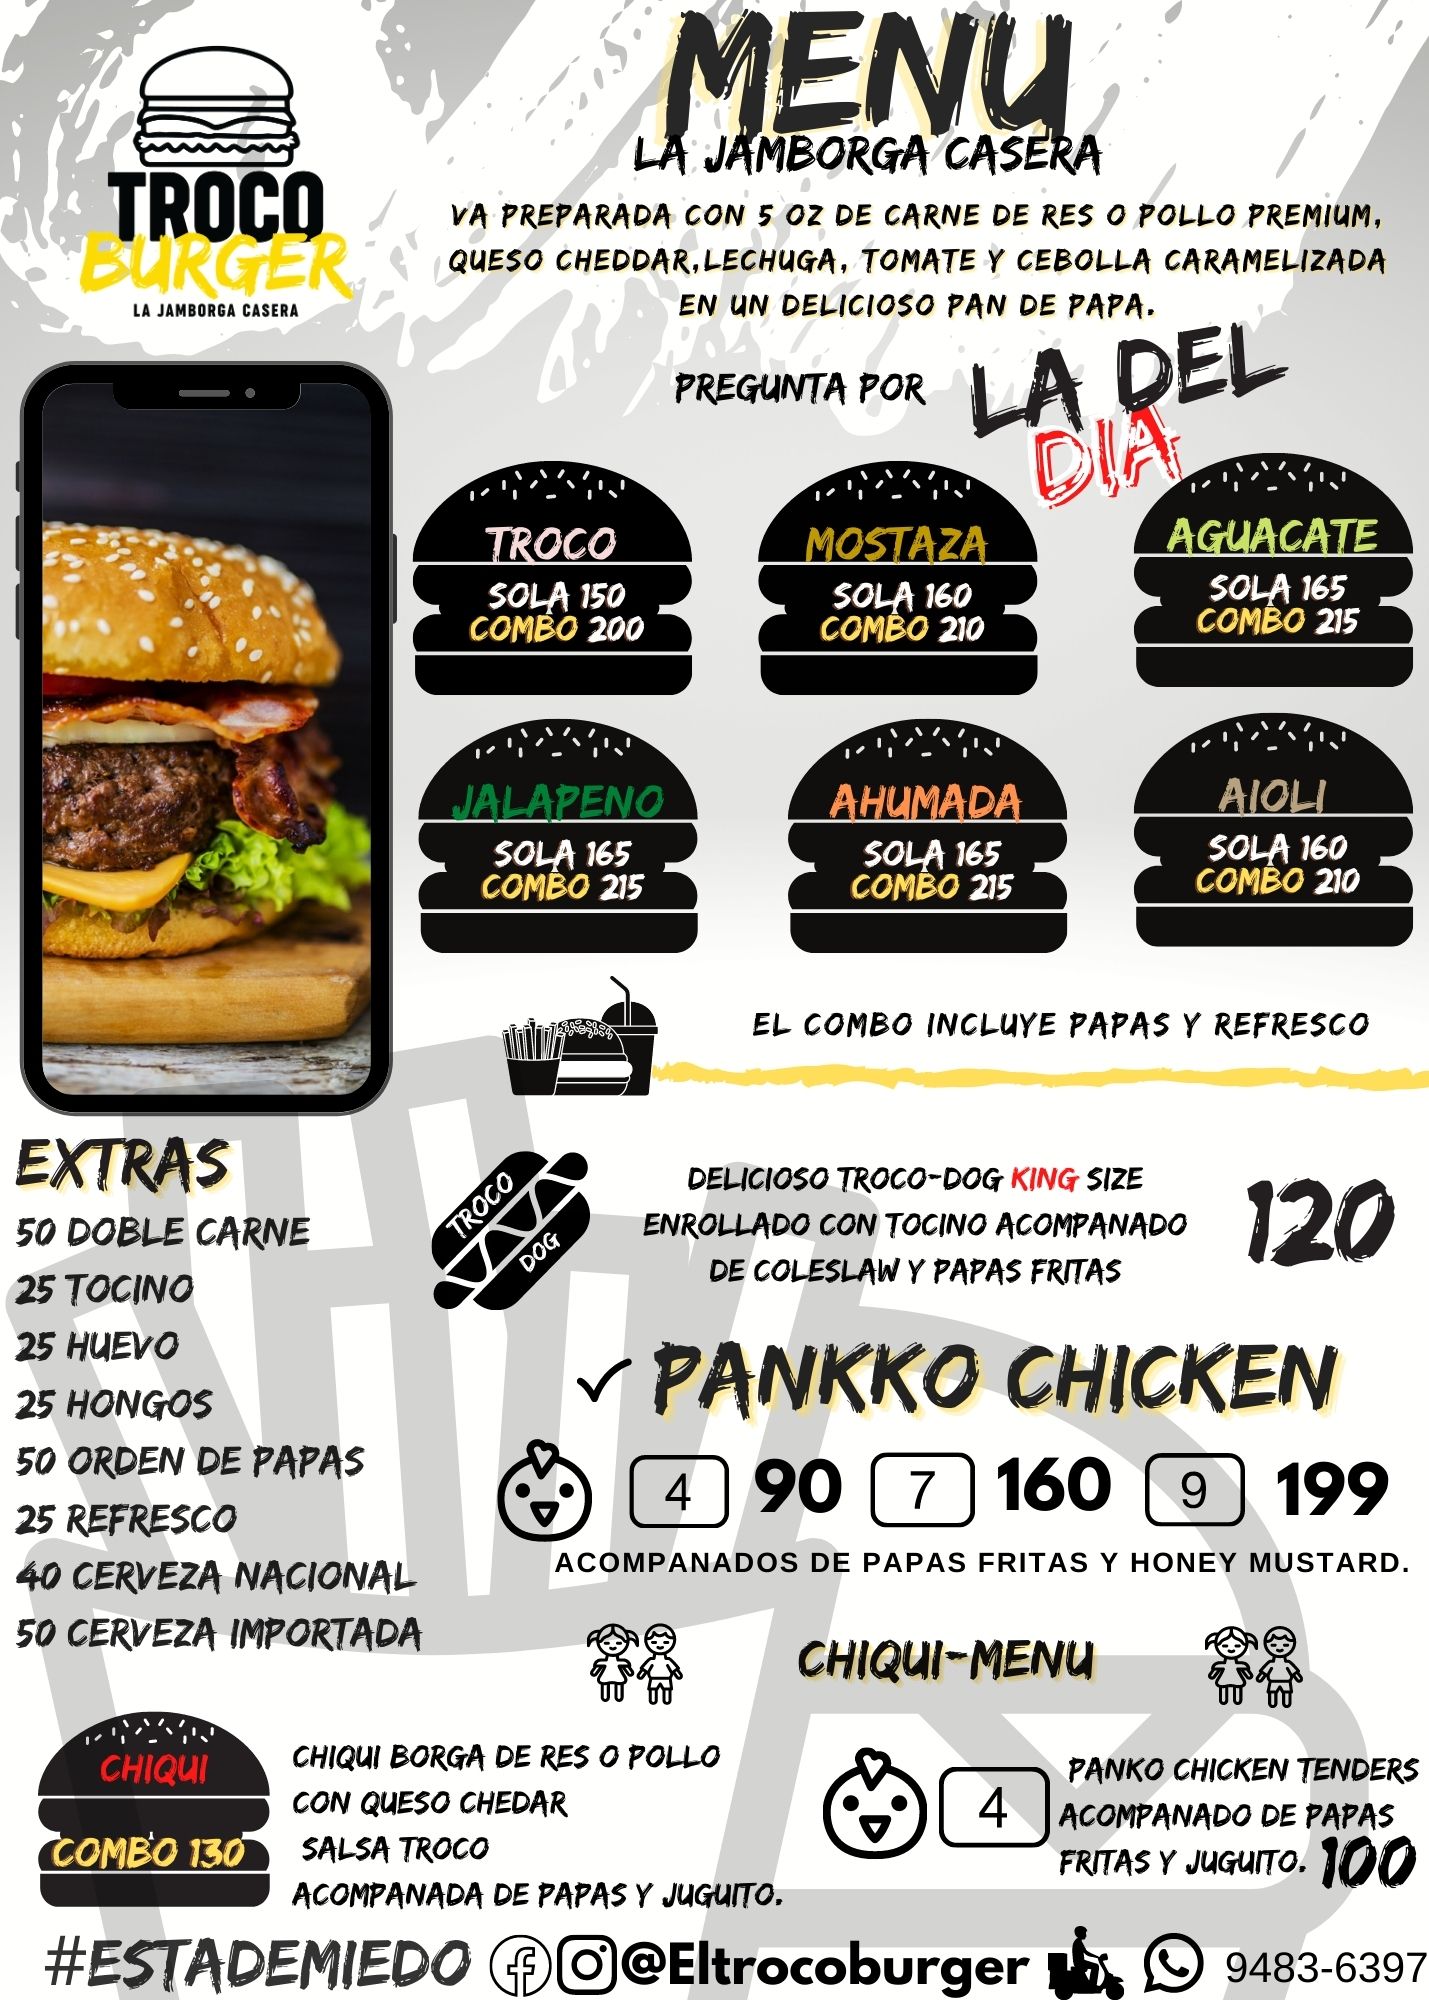 TROCO
BURGER
LA JAMBORGA CASERA
MENU
LA JAMBORGA CASERA
VA PREPARADA CON 5 OZ DE CARNE DE RES O POLLO PREMIUM,
QUESO CHEDDAR,LECHUGA, TOMATE Y CEBOLLA CARAMELIZADA
EN UN DELICIOSO PAN DE PAPA.
PREGUNTA POR
LA DEL
DIA
TROCO
SOLA 150
COMBO 200
MOSTAZA
SOLA 160
COMBO 210
AGUACATE
SOLA 165
COMBO 215
JALAPENO
SOLA 165
COMBO 215
AHUMADA
SOLA 165
COMBO 215
AIOLI
SOLA 160
COMBO 210
EL COMBO INCLUYE PAPAS Y REFRESCO
EXTRAS
50 DOBLE CARNE
25 TOCINO
25 HUEVO
25 HONGOS
50 ORDEN DE PAPAS
25 REFRESCO
40 CERVEZA NACIONAL
50 CERVEZA IMPORTADA
TROCO
DOG
DELICIOSO TROCO-DOG KING SIZE
ENROLLADO CON TOCINO ACOMPANADO
DE COLESLAW Y PAPAS FRITAS
120
PANKKO CHICKEN
4 90 7 160 9 199
ACOMPANADOS DE PAPAS FRITAS Y HONEY MUSTARD.
CHIQUI-MENU
CHIQUI
COMBO 130
CHIQUI BORGA DE RES O POLLO
CON QUESO CHEDAR
SALSA TROCO
ACOMPANADA DE PAPAS Y JUGUITO.
4
PANKO CHICKEN TENDERS
ACOMPANADO DE PAPAS
FRITAS Y JUGUITO. 100
#ESTADEMIEDO @Eltrocoburger 9483-6397